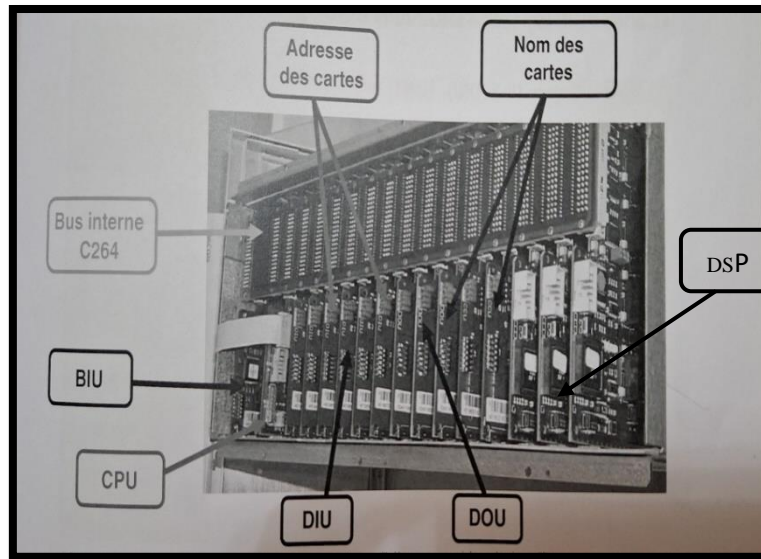 Adresse
des cartes
Nom des
cartes
Bus interne
C264
DSP
BIU
CPU
DIU
DOU